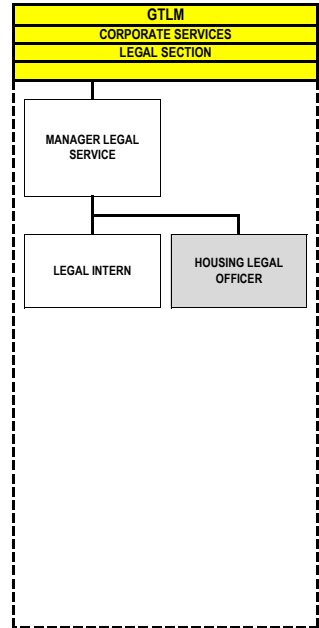 GTLM
CORPORATE SERVICES
LEGAL SECTION
MANAGER LEGAL
SERVICE
LEGAL INTERN
HOUSING LEGAL
OFFICER